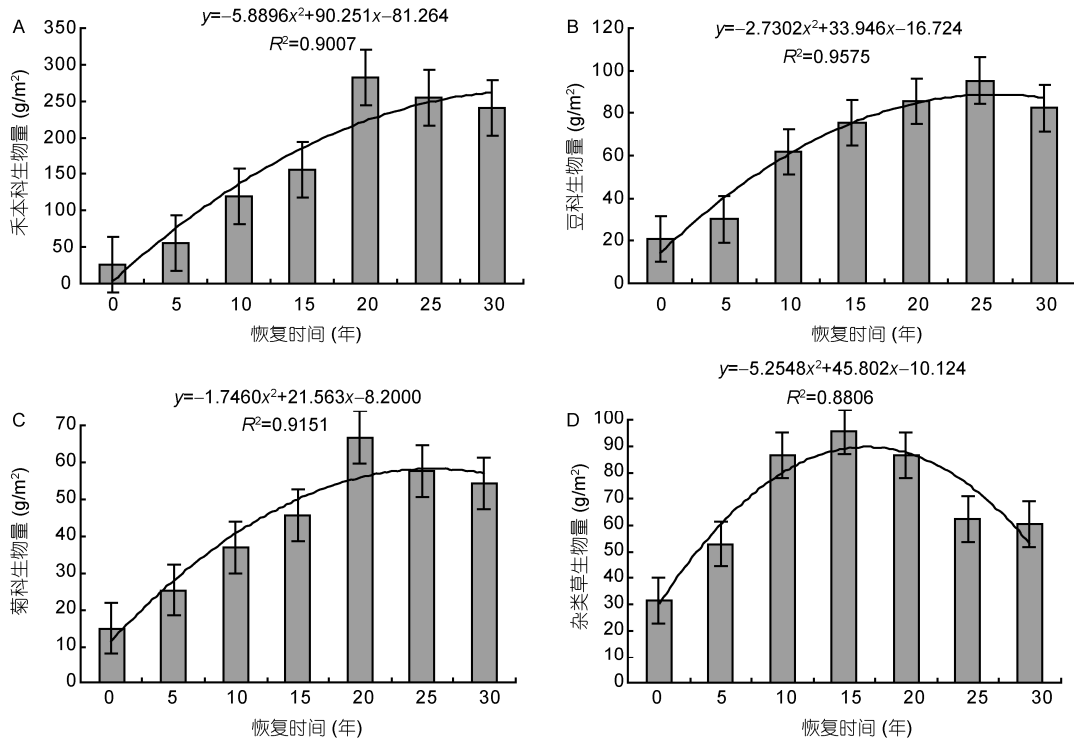 A
y=−5.8896x²+90.251x−81.264
R²=0.9007
禾本科生物量 (g/m²)
350
300
250
200
150
100
50
0
0 5 10 15 20 25 30
恢复时间 (年)
B
y=−2.7302x²+33.946x−16.724
R²=0.9575
豆科生物量 (g/m²)
120
100
80
60
40
20
0
0 5 10 15 20 25 30
恢复时间 (年)
C
y=−1.7460x²+21.563x−8.2000
R²=0.9151
菊科生物量 (g/m²)
70
60
50
40
30
20
10
0
0 5 10 15 20 25 30
恢复时间 (年)
D
y=−5.2548x²+45.802x−10.124
R²=0.8806
杂类草生物量 (g/m²)
100
90
80
70
60
50
40
30
20
10
0
0 5 10 15 20 25 30
恢复时间 (年)